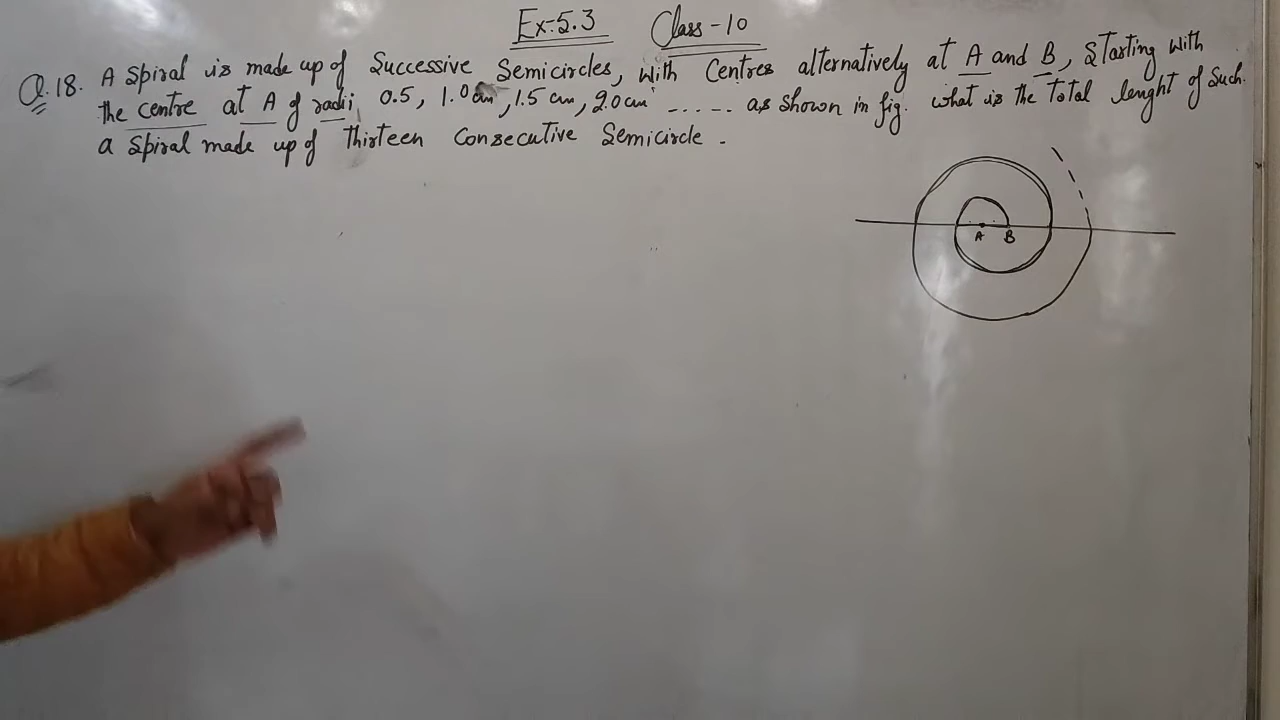 Ex:-5.3 Class-10
Q.18. A Spiral is made up of Successive Semicircles, with Centres alternatively at A and B, Starting with
the centre at A of radii 0.5, 1.0 cm, 1.5 cm, 2.0 cm ...... as shown in fig. what is the Total lenght of such
a spiral made up of Thirteen Consecutive Semicircle.
A B